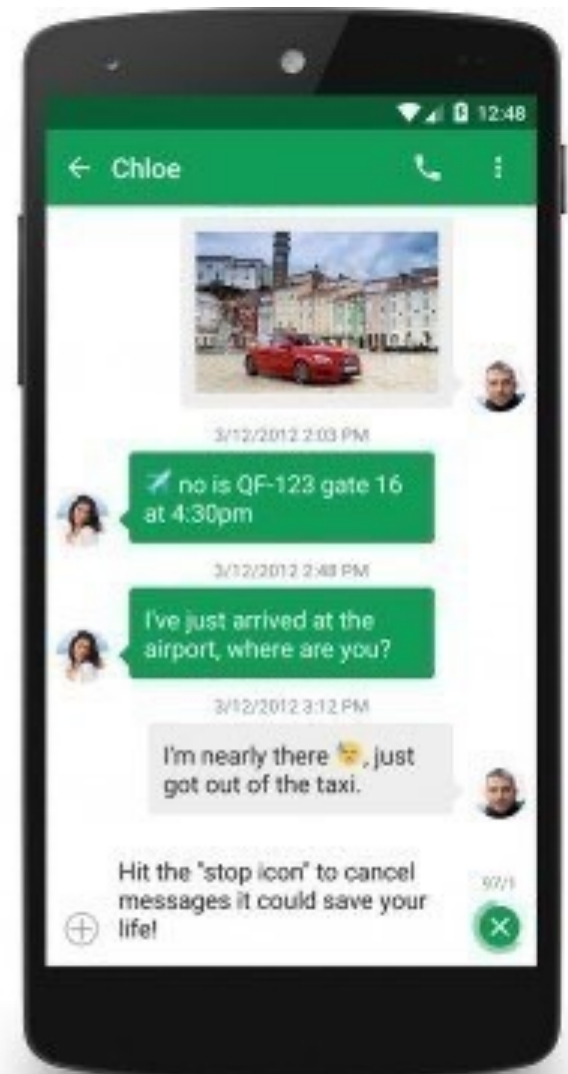 12:48
Chloe
3/12/2012 2:03 PM
no is QF-123 gate 16
at 4:30pm
3/12/2012 2:48 PM
I've just arrived at the
airport, where are you?
3/12/2012 3:12 PM
I'm nearly there 😓, just
got out of the taxi.
Hit the "stop icon" to cancel
messages it could save your
life!
97/1